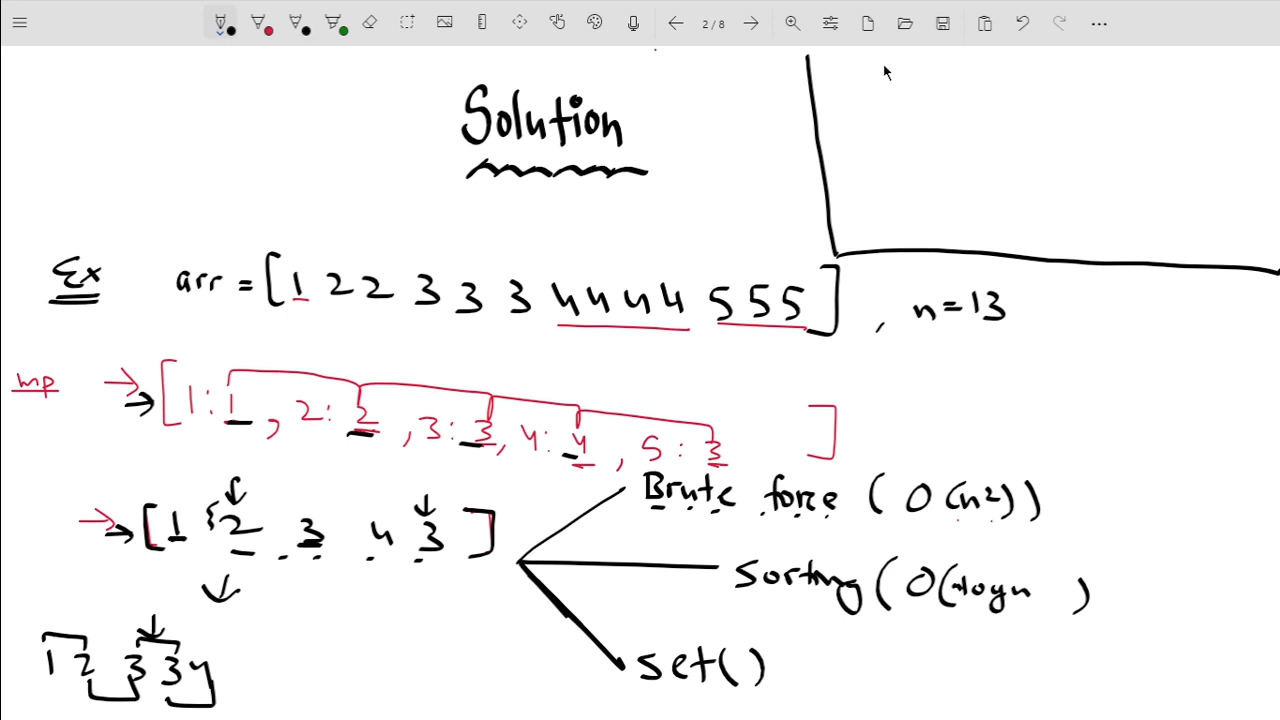 2/8
Solution
Ex arr = [1 2 2 3 3 3 4 4 4 4 5 5 5] , n=13
mp → → [1:1 , 2:2 , 3:3 , 4:4 , 5:3 ]
→ → [1 2 3 4 3]
Brute force ( O(n2))
Sorting ( O(nlogn )
set()
1 2 3 3 4